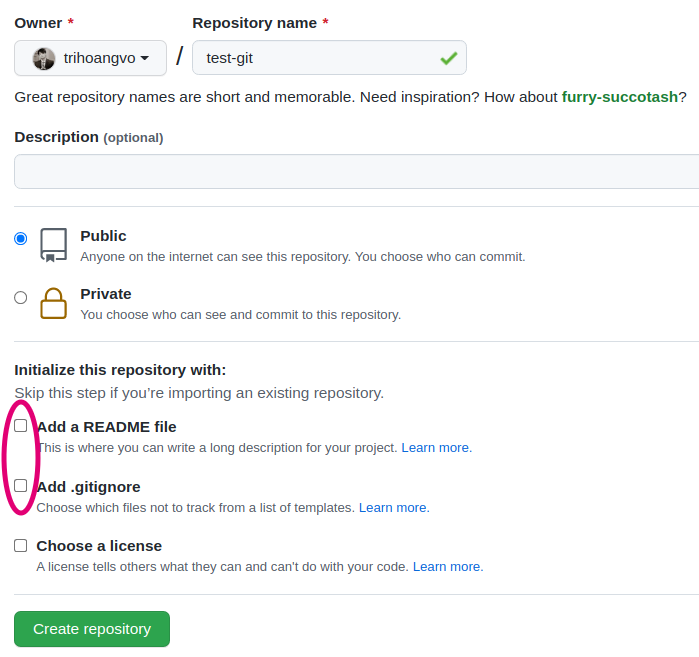 Owner * Repository name *
trihoangvo / test-git
Great repository names are short and memorable. Need inspiration? How about furry-succotash?
Description (optional)
Public
Anyone on the internet can see this repository. You choose who can commit.
Private
You choose who can see and commit to this repository.
Initialize this repository with:
Skip this step if you're importing an existing repository.
Add a README file
This is where you can write a long description for your project. Learn more.
Add .gitignore
Choose which files not to track from a list of templates. Learn more.
Choose a license
A license tells others what they can and can't do with your code. Learn more.
Create repository